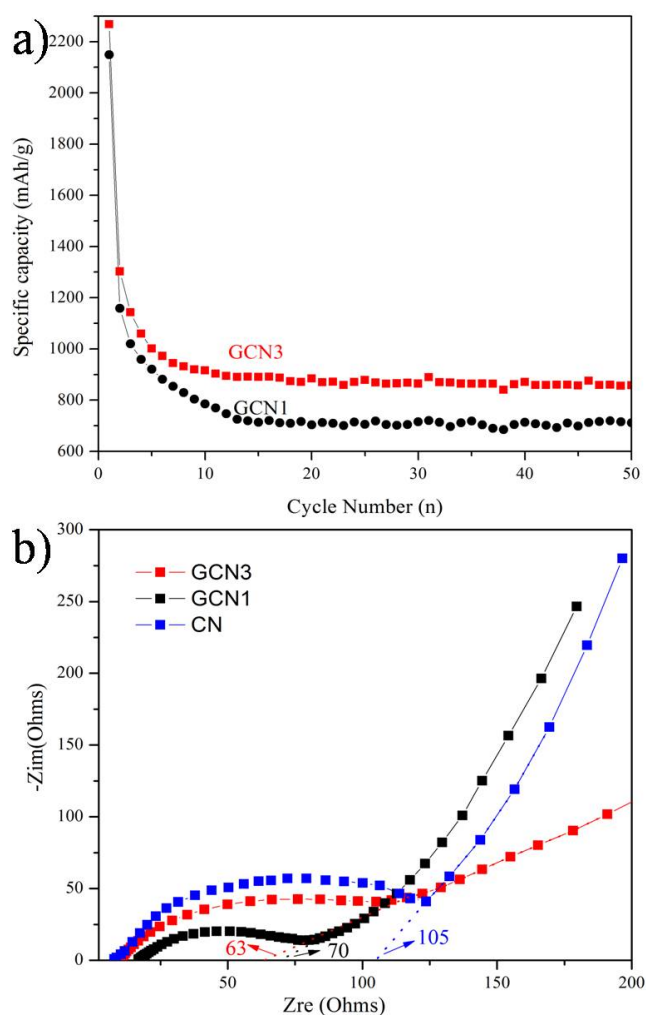 a)
2200
2000
1800
1600
1400
1200
1000
800
600
Specific capacity (mAh/g)
GCN3
GCN1
0 10 20 30 40 50
Cycle Number (n)
b)
300
250
200
150
100
50
0
-Zim(Ohms)
GCN3
GCN1
CN
63 70 105
50 100 150 200
Zre (Ohms)